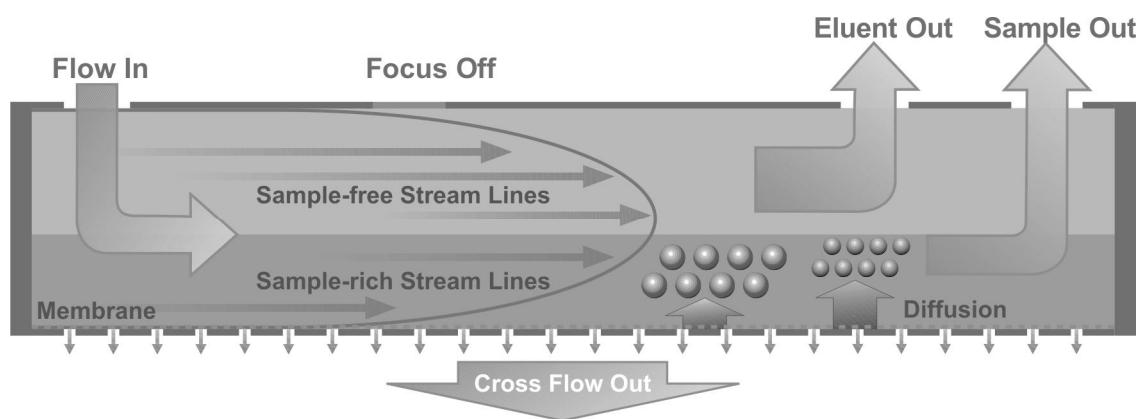 Eluent Out
Sample Out
Flow In
Focus Off
Sample-free Stream Lines
Sample-rich Stream Lines
Membrane
Diffusion
Cross Flow Out